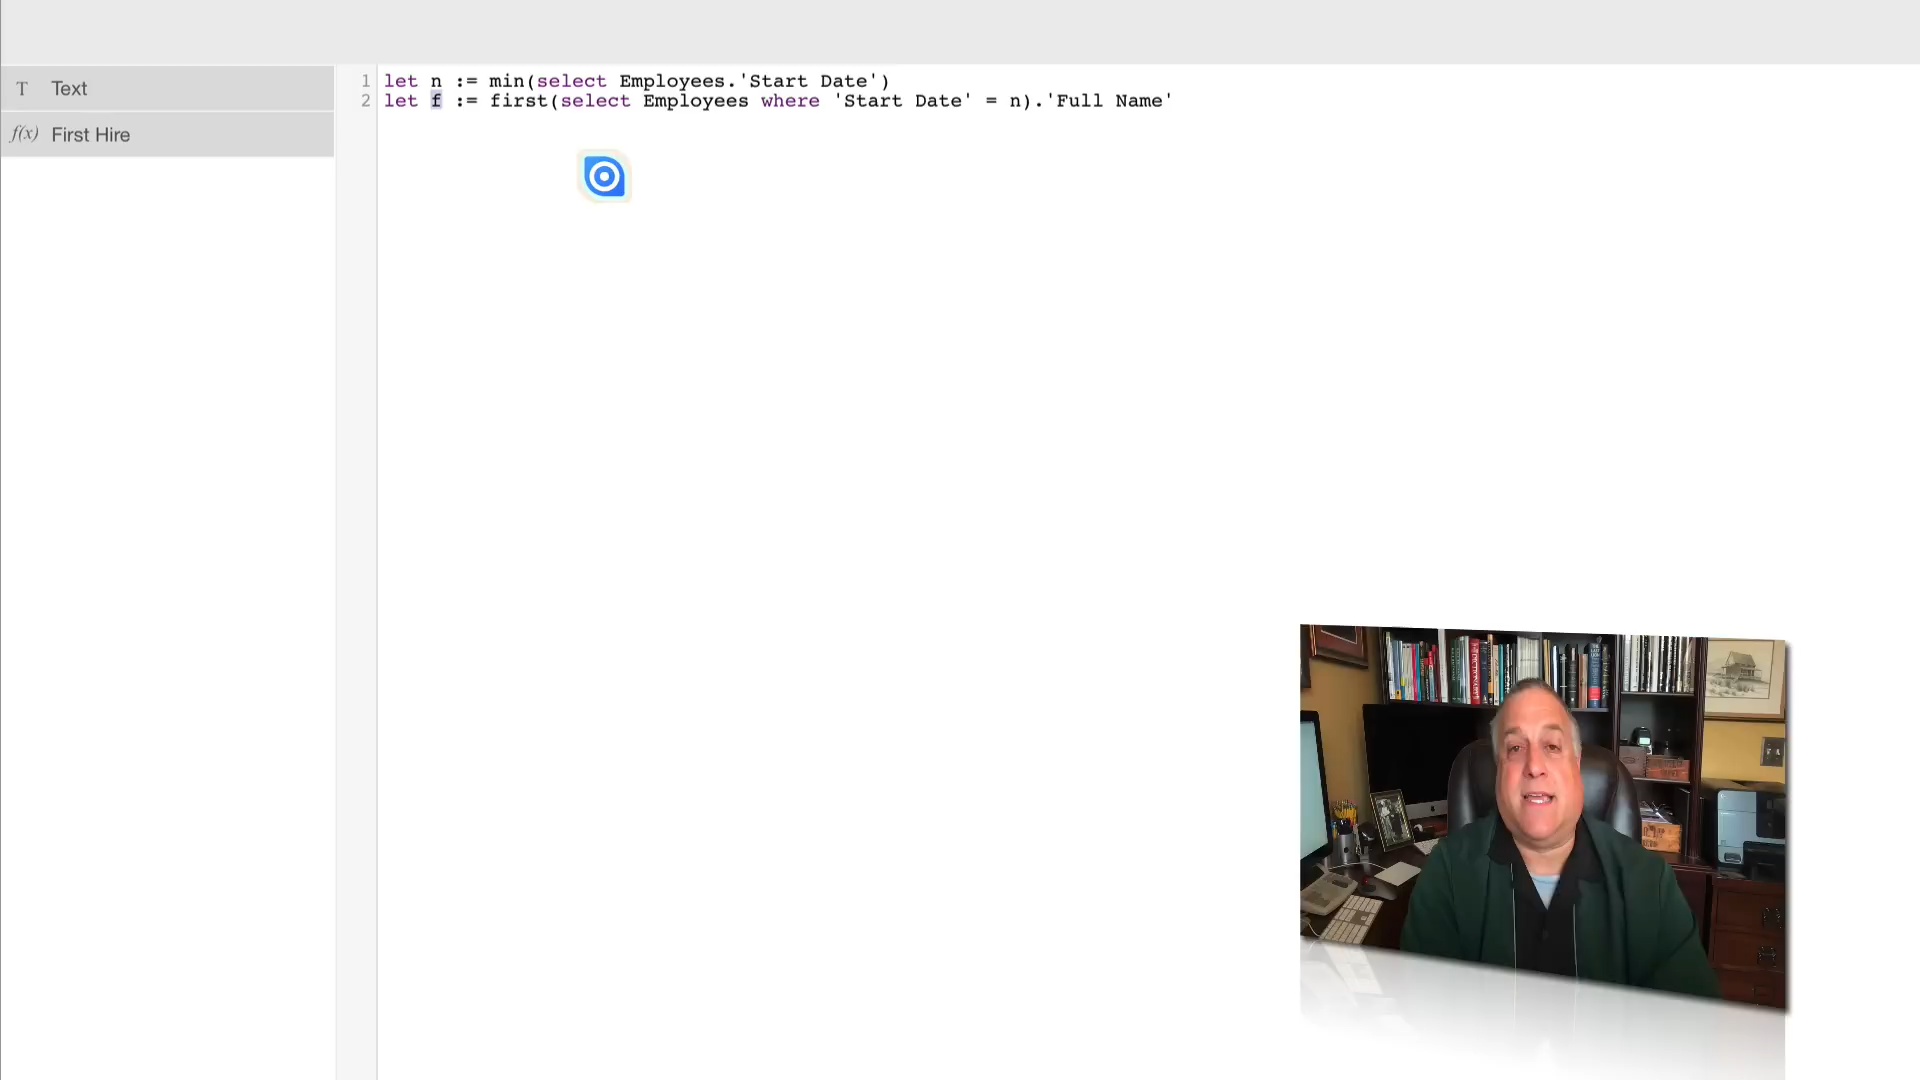 T Text
f(x) First Hire
1 let n := min(select Employees.'Start Date')
2 let f := first(select Employees where 'Start Date' = n).'Full Name'